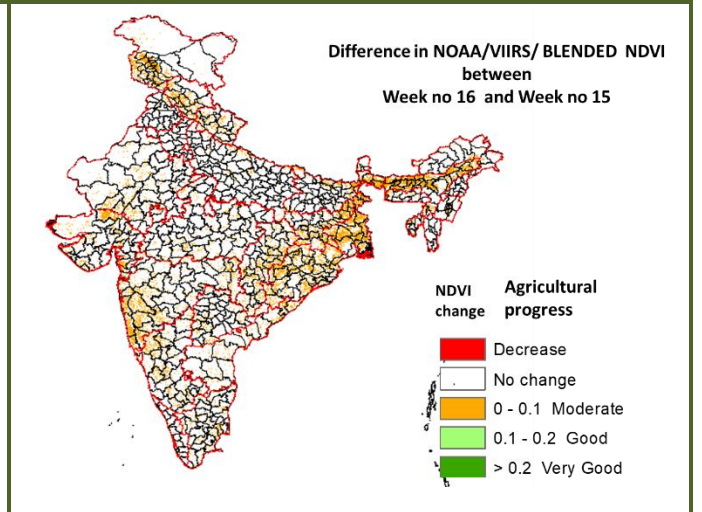 Difference in NOAA/VIIRS/ BLENDED NDVI
between
Week no 16 and Week no 15
NDVI change
Agricultural progress
Decrease
No change
0 - 0.1 Moderate
0.1 - 0.2 Good
> 0.2 Very Good